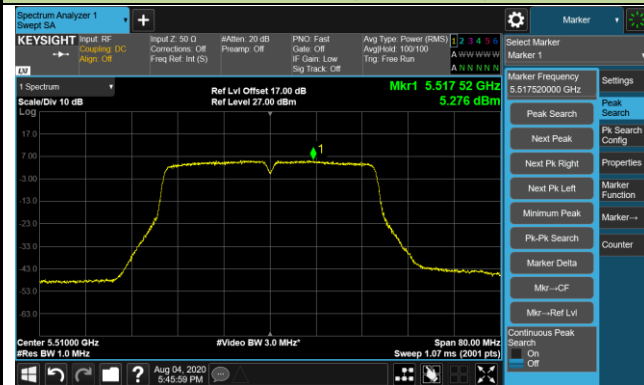 Spectrum Analyzer 1
Swept SA
Marker
KEYSIGHT Input: RF Input Z: 50 Ω #Atten: 20 dB PNO: Fast Avg Type: Power (RMS) 1 2 3 4 5 6
Coupling: DC Corrections: Off Preamp: Off Gate: Off Avg|Hold: 100/100 A W W W W W
Align: Off Freq Ref: Int (S) IF Gain: Low Trig: Free Run
Sig Track: Off A N N N N N
LXI
Select Marker
Marker 1
1 Spectrum
Scale/Div 10 dB
Ref Lvl Offset 17.00 dB
Ref Level 27.00 dBm
Mkr1 5.517 52 GHz
5.276 dBm
Log
17.0
7.00
-3.00
-13.0
-23.0
-33.0
-43.0
-53.0
-63.0
1
Center 5.51000 GHz
#Res BW 1.0 MHz
#Video BW 3.0 MHz*
Span 80.00 MHz
Sweep 1.07 ms (2001 pts)
Marker Frequency
5.517520000 GHz
Peak Search
Next Peak
Next Pk Right
Next Pk Left
Minimum Peak
Pk-Pk Search
Marker Delta
Mkr→CF
Mkr→Ref Lvl
Continuous Peak
Search
On
Off
Settings
Peak
Search
Pk Search
Config
Properties
Marker
Function
Marker→
Counter
?
Aug 04, 2020
5:45:59 PM